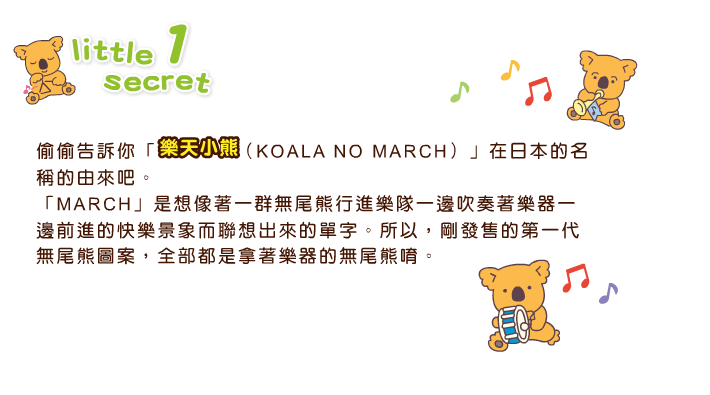 little 1
secret
偷偷告訴你「樂天小熊（KOALA NO MARCH）」在日本的名
稱的由來吧。
「MARCH」是想像著一群無尾熊行進樂隊一邊吹奏著樂器一
邊前進的快樂景象而聯想出來的單字。所以，剛發售的第一代
無尾熊圖案，全部都是拿著樂器的無尾熊唷。